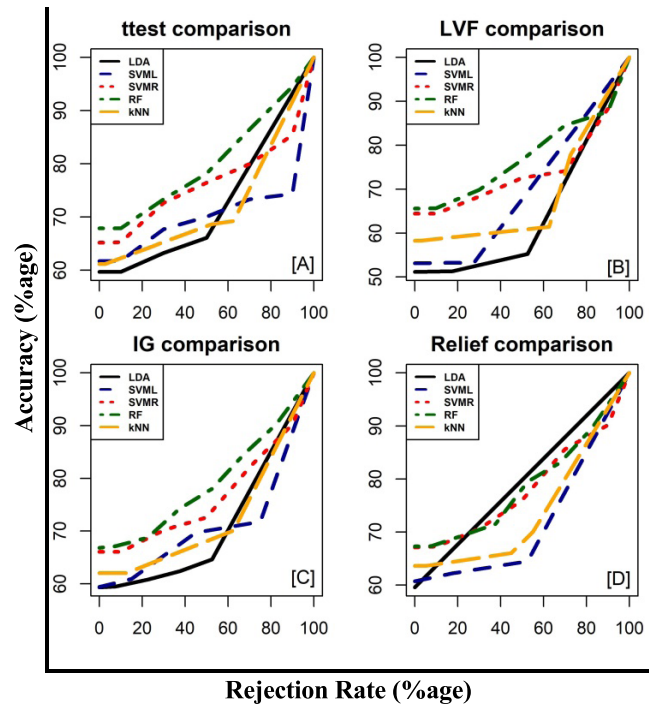 ttest comparison
LVF comparison
LDA
SVML
SVMR
RF
kNN
60 70 80 90 100
0 20 40 60 80 100
[A]
LDA
SVML
SVMR
RF
kNN
50 60 70 80 90 100
0 20 40 60 80 100
[B]
IG comparison
Relief comparison
LDA
SVML
SVMR
RF
kNN
60 70 80 90 100
0 20 40 60 80 100
[C]
LDA
SVML
SVMR
RF
kNN
60 70 80 90 100
0 20 40 60 80 100
[D]
Accuracy (%age)
Rejection Rate (%age)